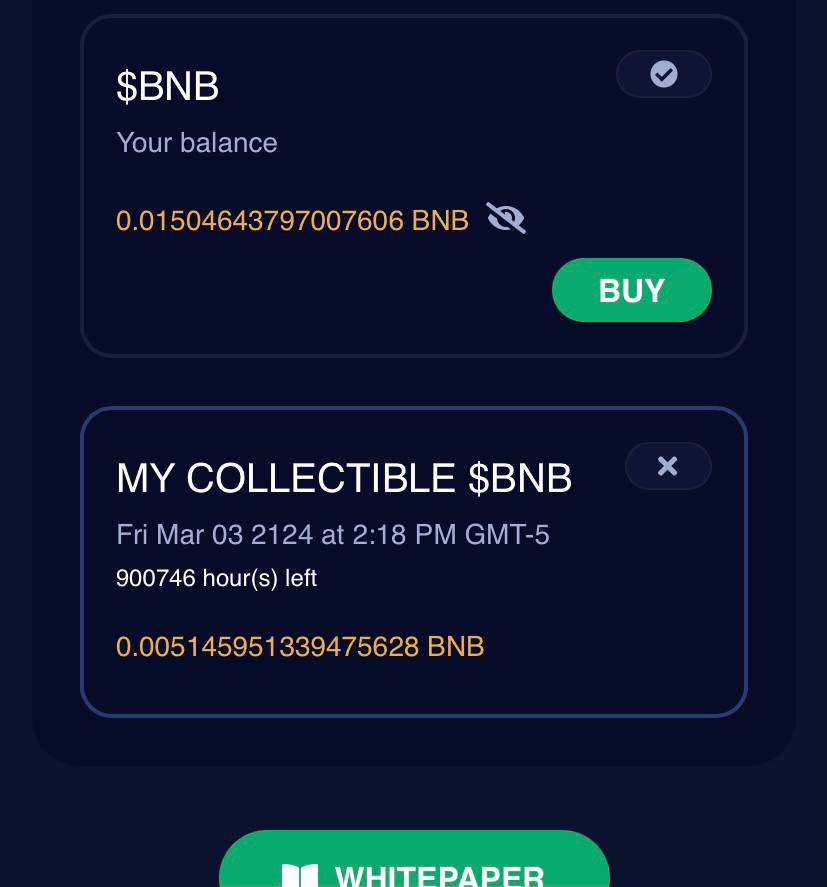 $BNB
Your balance
0.01504643797007606 BNB
BUY
MY COLLECTIBLE $BNB
Fri Mar 03 2124 at 2:18 PM GMT-5
900746 hour(s) left
0.005145951339475628 BNB
WHITEPAPER